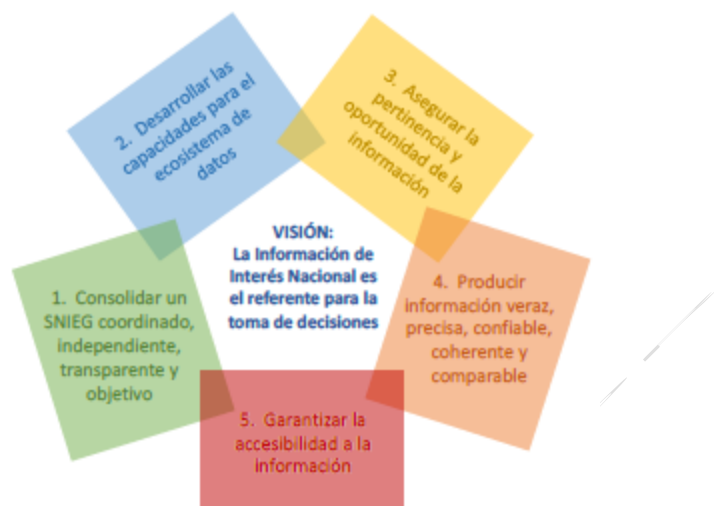 2. Desarrollar las
capacidades para el
ecosistema de
datos
3. Asegurar la
pertinencia y
oportunidad de la
información
VISIÓN:
La Información de
Interés Nacional es
el referente para la
toma de decisiones
1. Consolidar un
SNIEG coordinado,
independiente,
transparente y
objetivo
4. Producir
información veraz,
precisa, confiable,
coherente y
comparable
5. Garantizar la
accesibilidad a la
información